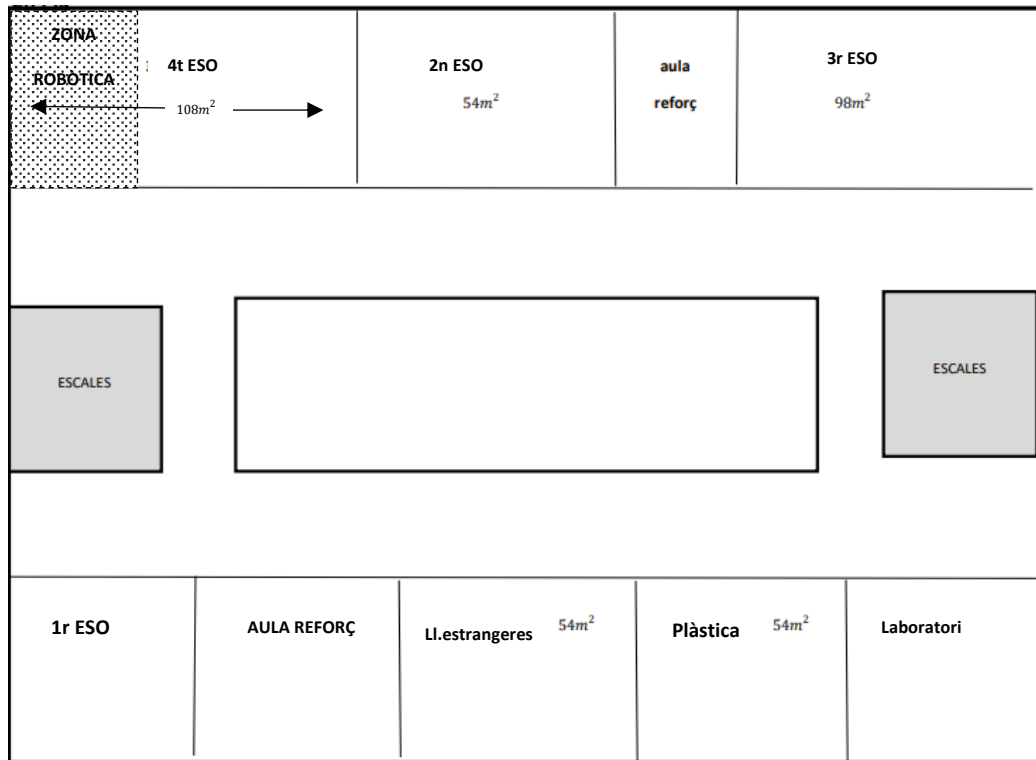 ZONA
ROBÒTICA
4t ESO
108m²
2n ESO
54m²
aula
reforç
3r ESO
98m²
ESCALES
ESCALES
1r ESO
AULA REFORÇ
Ll.estrangeres 54m²
Plàstica 54m²
Laboratori